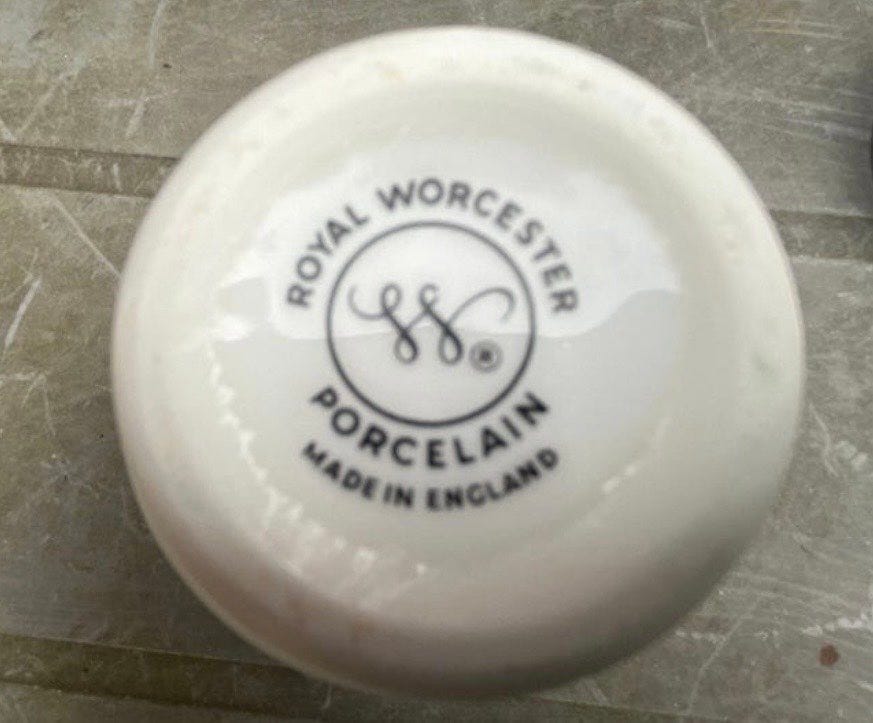 ROYAL WORCESTER
W®
PORCELAIN
MADE IN ENGLAND